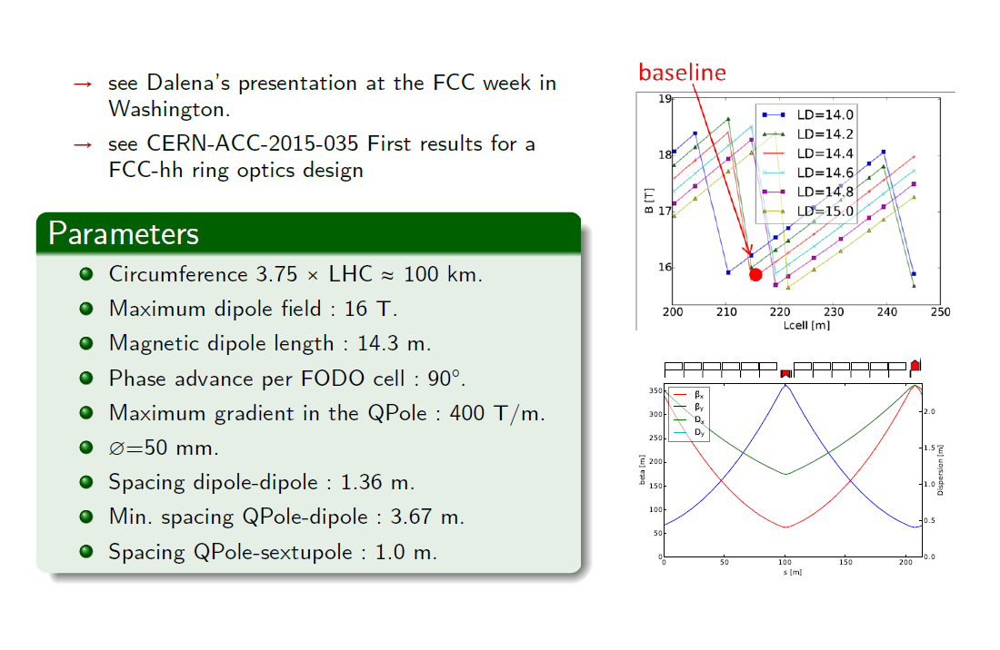 → see Dalena's presentation at the FCC week in
Washington.
→ see CERN-ACC-2015-035 First results for a
FCC-hh ring optics design
Parameters
Circumference 3.75 × LHC ≈ 100 km.
Maximum dipole field : 16 T.
Magnetic dipole length : 14.3 m.
Phase advance per FODO cell : 90°.
Maximum gradient in the QPole : 400 T/m.
∅=50 mm.
Spacing dipole-dipole : 1.36 m.
Min. spacing QPole-dipole : 3.67 m.
Spacing QPole-sextupole : 1.0 m.
baseline
19
18
17
16
B [T]
LD=14.0
LD=14.2
LD=14.4
LD=14.6
LD=14.8
LD=15.0
200 210 220 230 240 250
Lcell [m]
350
300
250
200
150
100
50
0
beta [m]
βx
βy
Dx
Dy
2.0
1.5
1.0
0.5
0.0
Dispersion [m]
0 50 100 150 200
s [m]